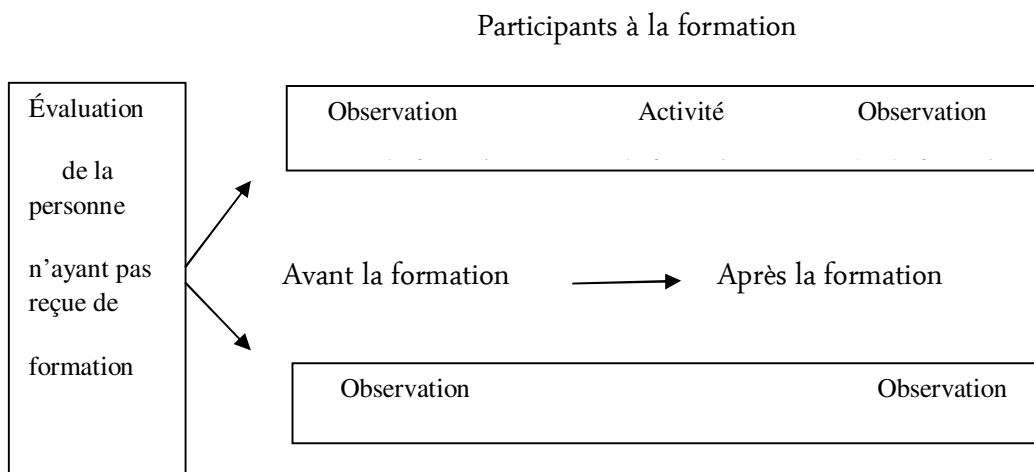 Participants à la formation
Évaluation
de la
personne
n'ayant pas
reçue de
formation
Observation Activité Observation
Avant la formation Après la formation
Observation Observation